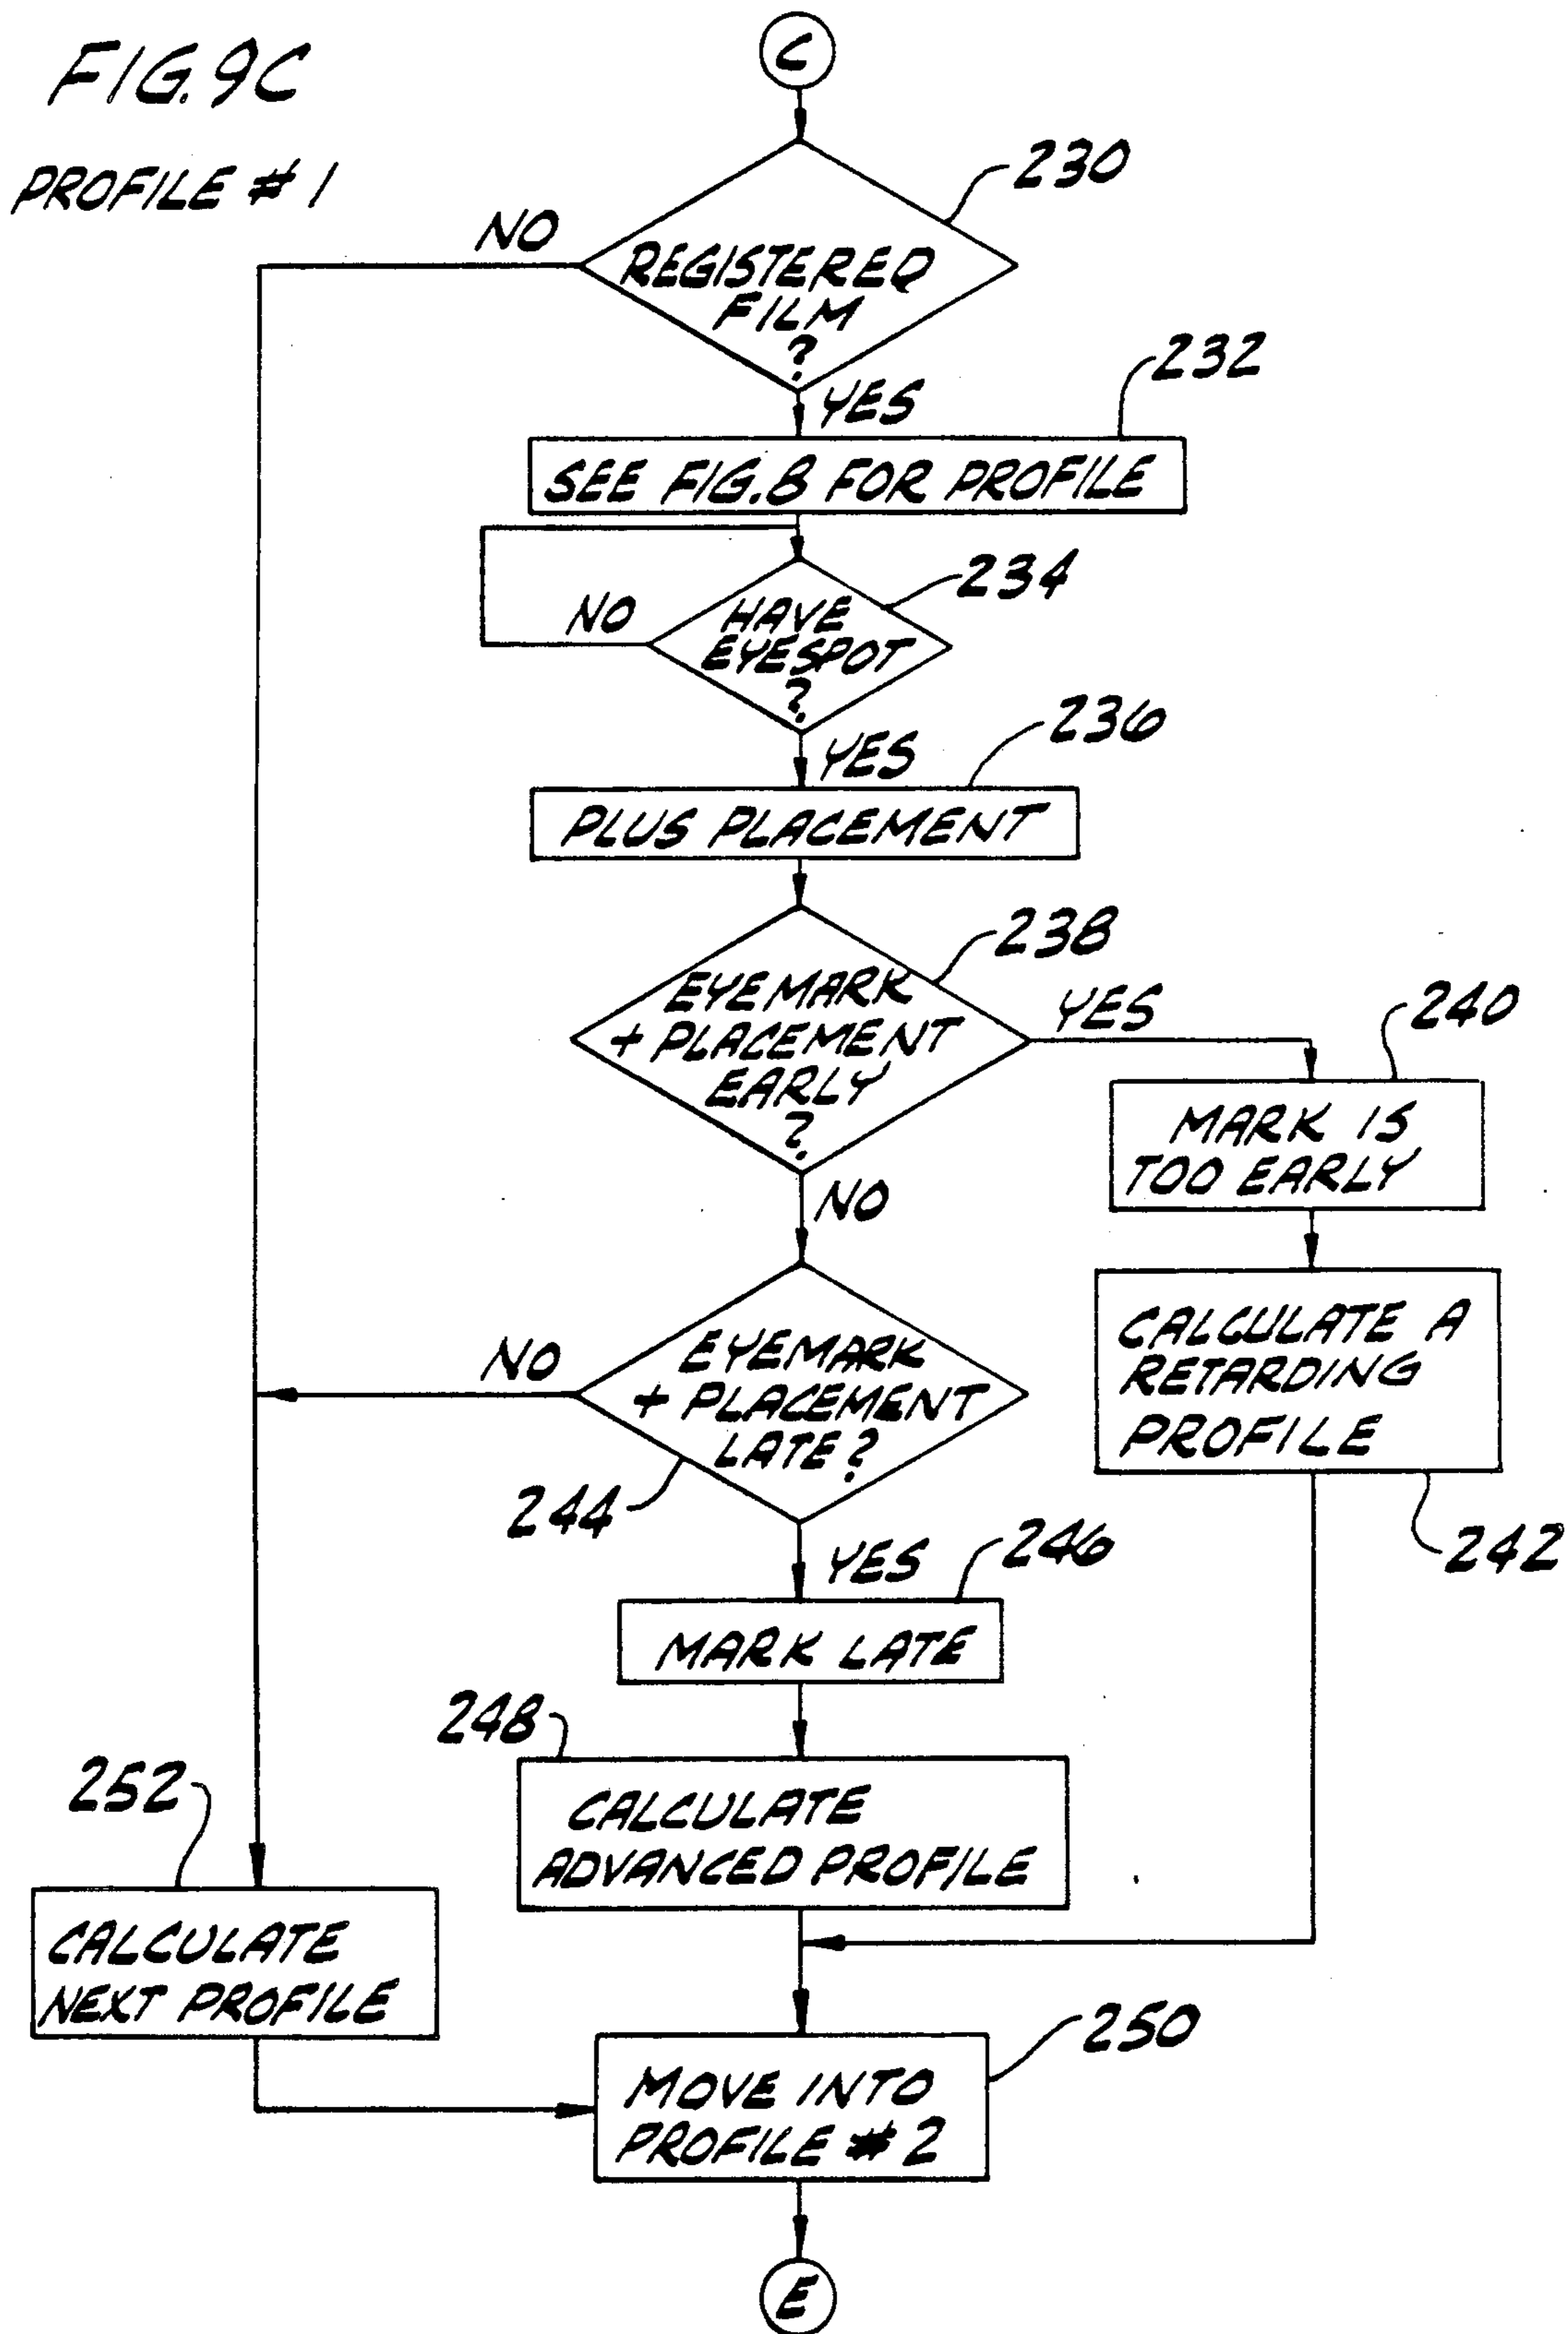 C
FIG. 9C
PROFILE # 1
230
NO
REGISTERED
FILM
?
YES
232
SEE FIG. 8 FOR PROFILE
234
NO
HAVE
EYESPOT
?
YES
236
PLUS PLACEMENT
238
EYEMARK
+ PLACEMENT
EARLY
?
YES
240
MARK IS
TOO EARLY
NO
CALCULATE A
RETARDING
PROFILE
242
NO
EYEMARK
+ PLACEMENT
LATE?
244
YES
246
MARK LATE
248
CALCULATE
ADVANCED PROFILE
252
CALCULATE
NEXT PROFILE
250
MOVE INTO
PROFILE # 2
E